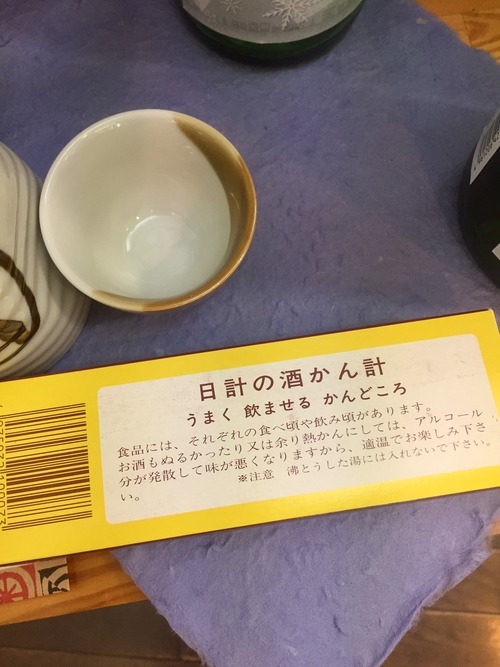 日計の酒かん計
うまく 飲ませる かんどころ
食品には、それぞれの食べ頃や飲み頃があります。
お酒もぬるかったり又は余り熱かんにしては、アルコール
分が発散して味が悪くなりますから、適温でお楽しみ下さ
い。
※注意 沸とうした湯には入れないで下さい。